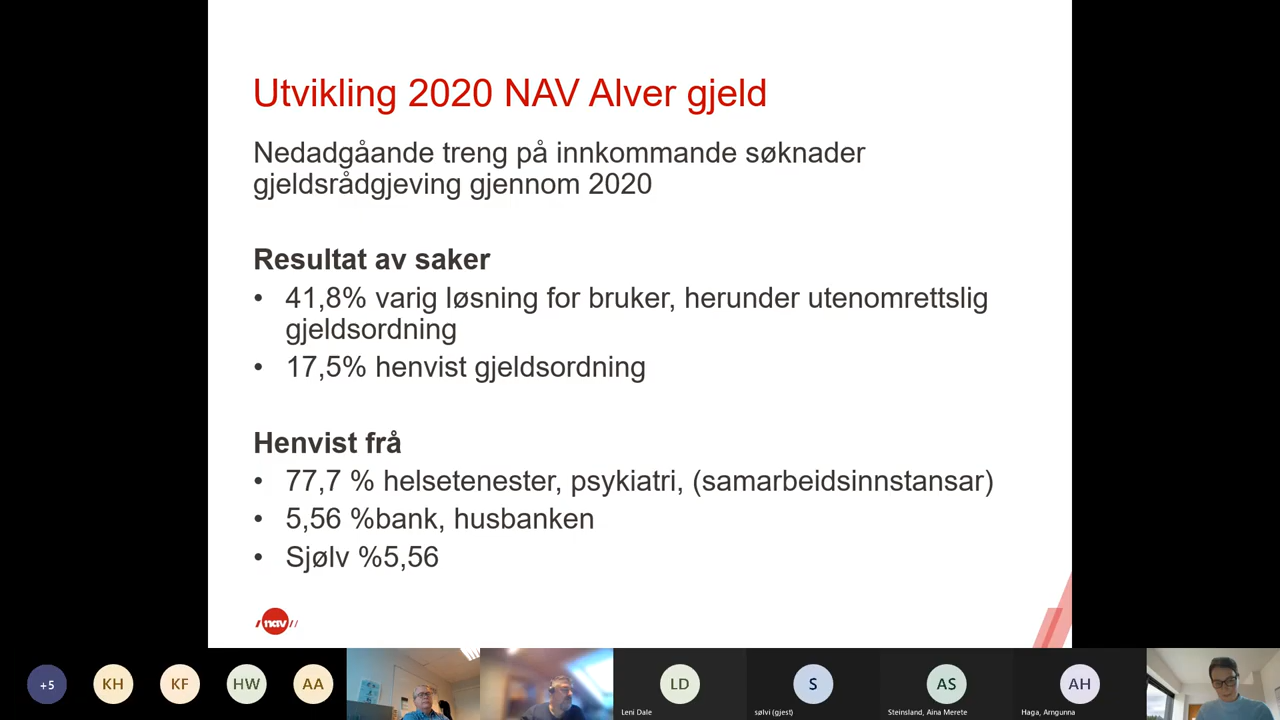 Utvikling 2020 NAV Alver gjeld
Nedadgåande treng på innkommande søknader
gjeldsrådgjeving gjennom 2020
Resultat av saker
• 41,8% varig løsning for bruker, herunder utenomrettslig
gjeldsordning
• 17,5% henvist gjeldsordning
Henvist frå
• 77,7 % helsetenester, psykiatri, (samarbeidsinnstansar)
• 5,56 %bank, husbanken
• Sjølv %5,56
nav
+5
KH
KF
HW
AA
LD
S
AS
AH
Leni Dale
sølvi (gjest)
Steinsland, Aina Merete
Haga, Arngunna